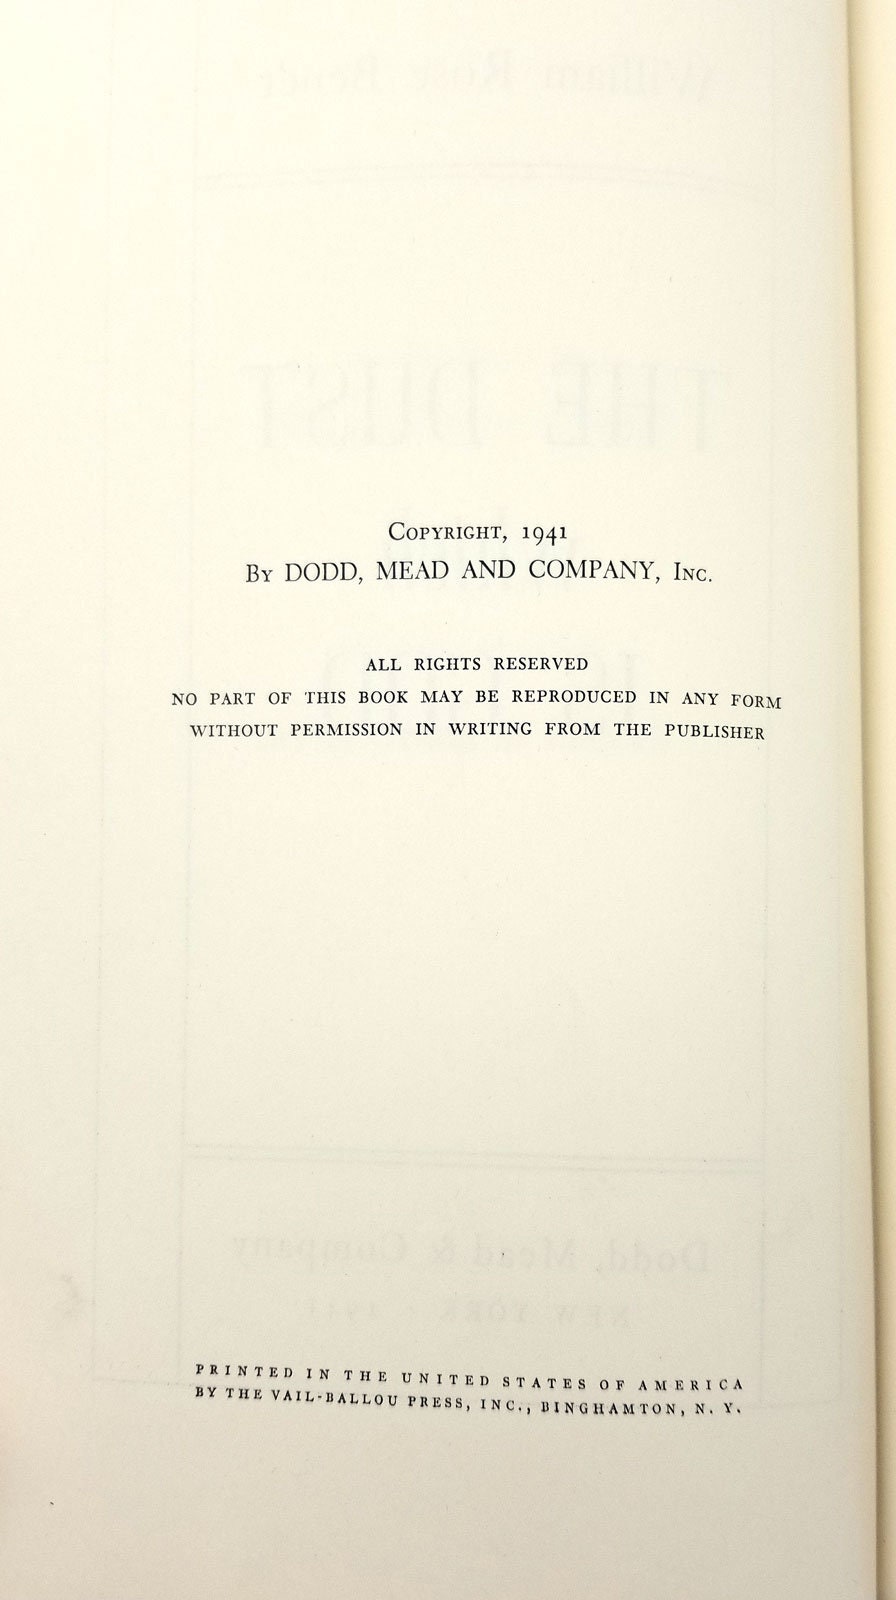 Copyright, 1941
By DODD, MEAD AND COMPANY, Inc.
ALL RIGHTS RESERVED
NO PART OF THIS BOOK MAY BE REPRODUCED IN ANY FORM
WITHOUT PERMISSION IN WRITING FROM THE PUBLISHER
PRINTED IN THE UNITED STATES OF AMERICA
BY THE VAIL-BALLOU PRESS, INC., BINGHAMTON, N. Y.